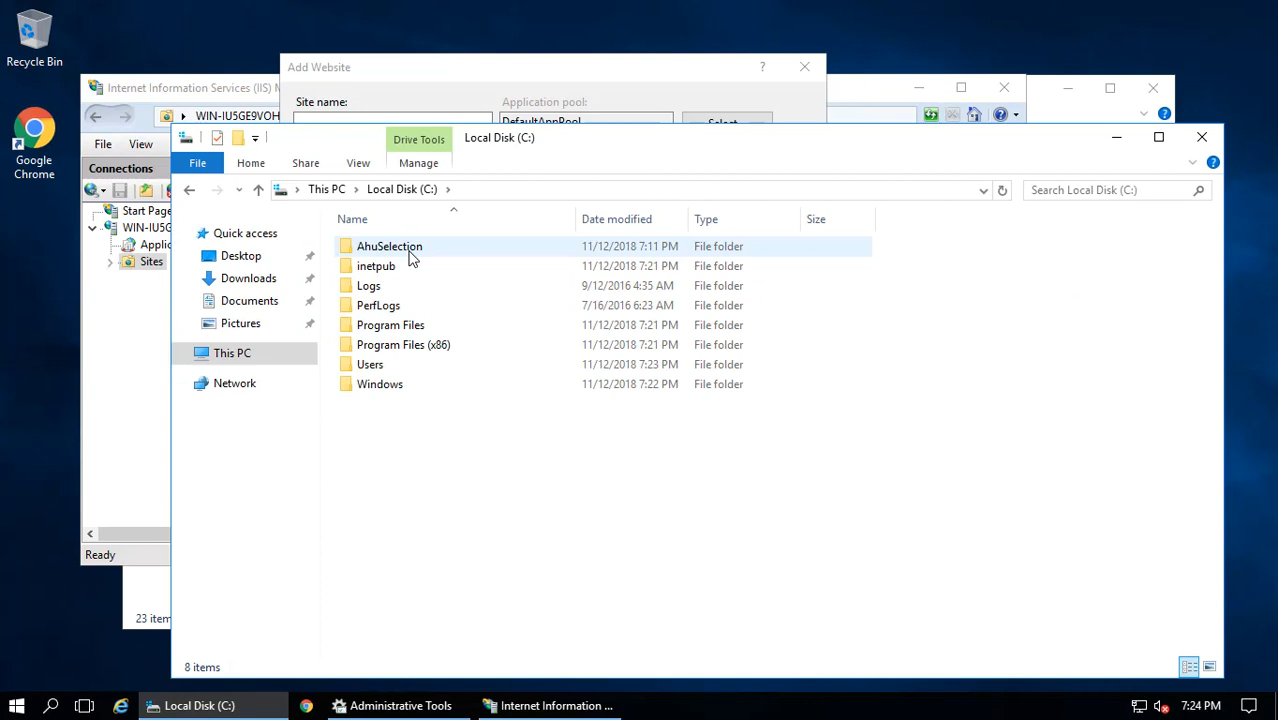 Recycle Bin
Google
Chrome
Add Website
?
Site name:
Application pool:
DefaultAppPool
Select
Internet Information Services (IIS) M
WIN-IU5GE9VOH
File
View
Connections
Start Page
WIN-IU5G
Applic
Sites
Ready
23 item
Drive Tools
Local Disk (C:)
File
Home
Share
View
Manage
This PC > Local Disk (C:) >
Search Local Disk (C:)
Name
Date modified
Type
Size
Quick access
Desktop
Downloads
Documents
Pictures
This PC
Network
AhuSelection 11/12/2018 7:11 PM File folder
inetpub 11/12/2018 7:21 PM File folder
Logs 9/12/2016 4:35 AM File folder
PerfLogs 7/16/2016 6:23 AM File folder
Program Files 11/12/2018 7:21 PM File folder
Program Files (x86) 11/12/2018 7:21 PM File folder
Users 11/12/2018 7:23 PM File folder
Windows 11/12/2018 7:22 PM File folder
8 items
Local Disk (C:)
Administrative Tools
Internet Information ...
7:24 PM